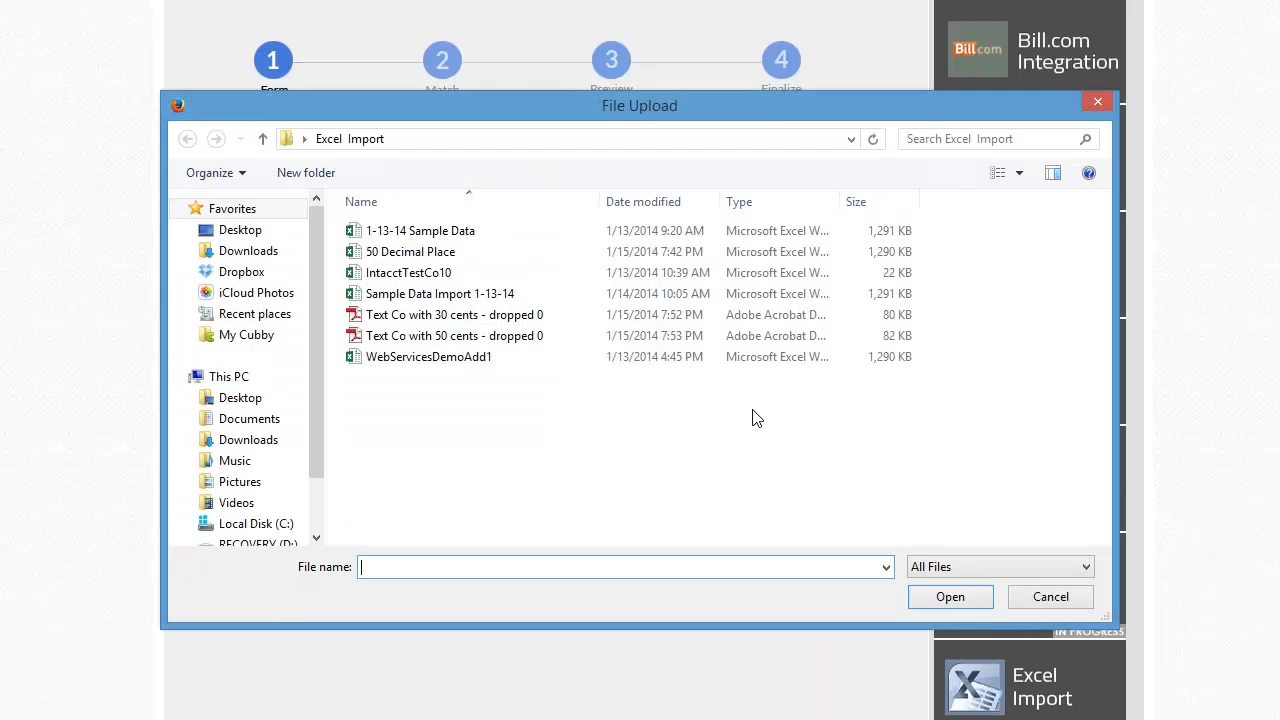 Bill.com
Bill.com
Integration
1
2
3
4
Form
Match
Preview
Finalize
File Upload
Excel Import
Search Excel Import
Organize
New folder
Name
Date modified
Type
Size
Favorites
Desktop
Downloads
Dropbox
iCloud Photos
Recent places
My Cubby
This PC
Desktop
Documents
Downloads
Music
Pictures
Videos
Local Disk (C:)
RECOVERY (D:)
1-13-14 Sample Data 1/13/2014 9:20 AM Microsoft Excel W... 1,291 KB
50 Decimal Place 1/15/2014 7:42 PM Microsoft Excel W... 1,290 KB
IntacctTestCo10 1/13/2014 10:39 AM Microsoft Excel W... 22 KB
Sample Data Import 1-13-14 1/14/2014 10:05 AM Microsoft Excel W... 1,291 KB
Text Co with 30 cents - dropped 0 1/15/2014 7:52 PM Adobe Acrobat D... 80 KB
Text Co with 50 cents - dropped 0 1/15/2014 7:53 PM Adobe Acrobat D... 82 KB
WebServicesDemoAdd1 1/13/2014 4:45 PM Microsoft Excel W... 1,290 KB
File name:
All Files
Open
Cancel
IN PROGRESS
Excel
Import